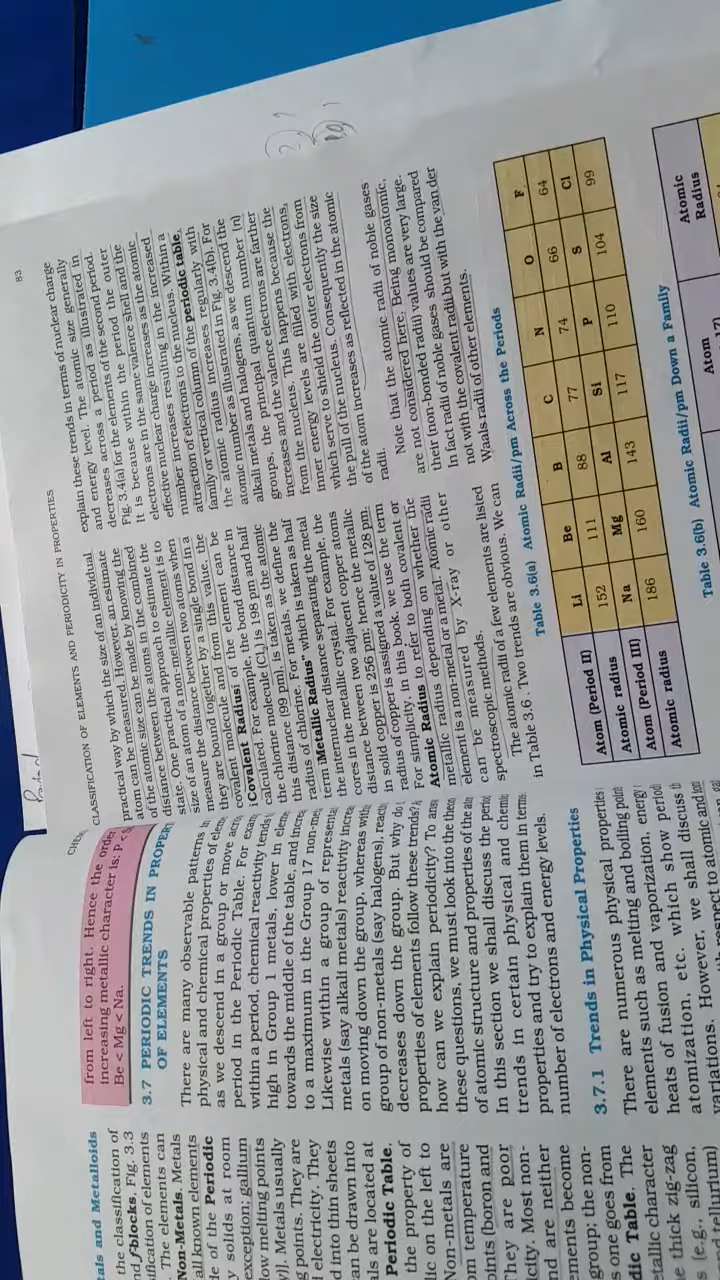 tals and Metalloids
the classification of
nd f-blocks, Fig. 3.3
ification of elements
The elements can
Non-Metals. Metals
all known elements
de of the Periodic
y solids at room
exception; gallium
low melting points
Metals usually
g points. They are
electricity. They
d into thin sheets
an be drawn into
als are located at
Periodic Table.
the property of
lic on the left to
Non-metals are
om temperature
oints (boron and
They are poor
city. Most non-
nd are neither
ements become
group; the non-
one goes from
dic Table. The
tallic character
e thick zig-zag
s (e.g., silicon,
d tellurium)
from left to right. Hence the order
increasing metallic character is: P <
Be < Mg < Na.
3.7 PERIODIC TRENDS IN PROPER
OF ELEMENTS
There are many observable patterns in
physical and chemical properties of elem
as we descend in a group or move acr
period in the Periodic Table. For exam
within a period, chemical reactivity tends
high in Group 1 metals, lower in elem
towards the middle of the table, and incre
to a maximum in the Group 17 non-met
Likewise within a group of representa
metals (say alkali metals) reactivity increa
on moving down the group, whereas with
group of non-metals (say halogens), reac
decreases down the group. But why do
properties of elements follow these trends?
how can we explain periodicity? To ans
these questions, we must look into the theo
of atomic structure and properties of the ato
In this section we shall discuss the perio
trends in certain physical and chemi
properties and try to explain them in terms
number of electrons and energy levels.
3.7.1 Trends in Physical Properties
There are numerous physical properties
elements such as melting and boiling point
heats of fusion and vaporization, energy
atomization, etc. which show period
variations. However, we shall discuss th
respect to atomic and ion
CLASSIFICATION OF ELEMENTS AND PERIODICITY IN PROPERTIES
83
practical way by which the size of an individual
atom can be measured. However, an estimate
of the atomic size can be made by knowing the
distance between the atoms in the combined
state. One practical approach to estimate the
size of an atom of a non-metallic element is to
measure the distance between two atoms when
they are bound together by a single bond in a
covalent molecule and from this value, the
"Covalent Radius" of the element can be
calculated. For example, the bond distance in
the chlorine molecule (Cl₂) is 198 pm and half
this distance (99 pm), is taken as the atomic
radius of chlorine. For metals, we define the
term "Metallic Radius" which is taken as half
the internuclear distance separating the metal
cores in the metallic crystal. For example, the
distance between two adjacent copper atoms
in solid copper is 256 pm; hence the metallic
radius of copper is assigned a value of 128 pm.
For simplicity, in this book, we use the term
Atomic Radius to refer to both covalent or
metallic radius depending on whether the
element is a non-metal or a metal. Atomic radii
can be measured by X-ray or other
spectroscopic methods.
The atomic radii of a few elements are listed
in Table 3.6 . Two trends are obvious. We can
explain these trends in terms of nuclear charge
and energy level. The atomic size generally
decreases across a period as illustrated in
Fig. 3.4(a) for the elements of the second period.
It is because within the period the outer
electrons are in the same valence shell and the
effective nuclear charge increases as the atomic
number increases resulting in the increased
attraction of electrons to the nucleus. Within a
family or vertical column of the periodic table,
the atomic radius increases regularly with
atomic number as illustrated in Fig. 3.4(b). For
alkali metals and halogens, as we descend the
groups, the principal quantum number (n)
increases and the valence electrons are farther
from the nucleus. This happens because the
inner energy levels are filled with electrons,
which serve to shield the outer electrons from
the pull of the nucleus. Consequently the size
of the atom increases as reflected in the atomic
radii.
Note that the atomic radii of noble gases
are not considered here. Being monoatomic,
their (non-bonded radii) values are very large.
In fact radii of noble gases should be compared
not with the covalent radii but with the van der
Waals radii of other elements.
Table 3.6(a) Atomic Radii/pm Across the Periods
Atom (Period II) Li Be B C N O F
Atomic radius 152 111 88 77 74 66 64
Atom (Period III) Na Mg Al Si P S Cl
Atomic radius 186 160 143 117 110 104 99
Table 3.6(b) Atomic Radii/pm Down a Family
Atom
Atomic
Radius